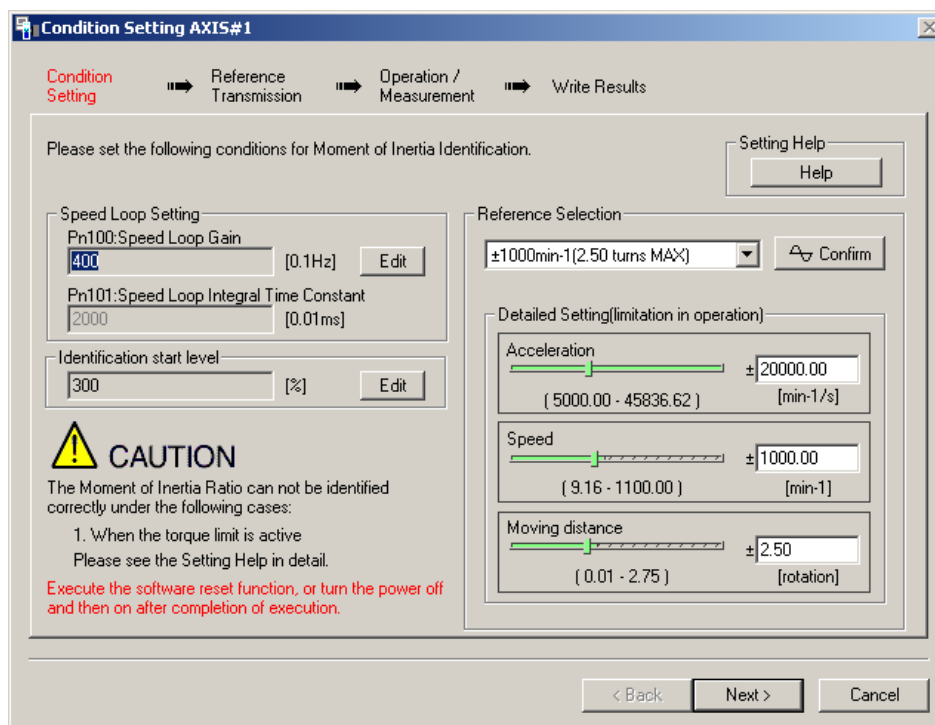 Condition Setting AXIS#1
Condition
Setting
Reference
Transmission
Operation /
Measurement
Write Results
Please set the following conditions for Moment of Inertia Identification.
Setting Help
Help
Speed Loop Setting
Pn100:Speed Loop Gain
400
[0.1Hz]
Edit
Pn101:Speed Loop Integral Time Constant
2000
[0.01ms]
Identification start level
300
[%]
Edit
CAUTION
The Moment of Inertia Ratio can not be identified
correctly under the following cases:
1. When the torque limit is active
Please see the Setting Help in detail.
Execute the software reset function, or turn the power off
and then on after completion of execution.
Reference Selection
±1000min-1(2.50 turns MAX)
Confirm
Detailed Setting(limitation in operation)
Acceleration
± 20000.00
( 5000.00 - 45836.62 )
[min-1/s]
Speed
± 1000.00
( 9.16 - 1100.00 )
[min-1]
Moving distance
± 2.50
( 0.01 - 2.75 )
[rotation]
< Back
Next >
Cancel